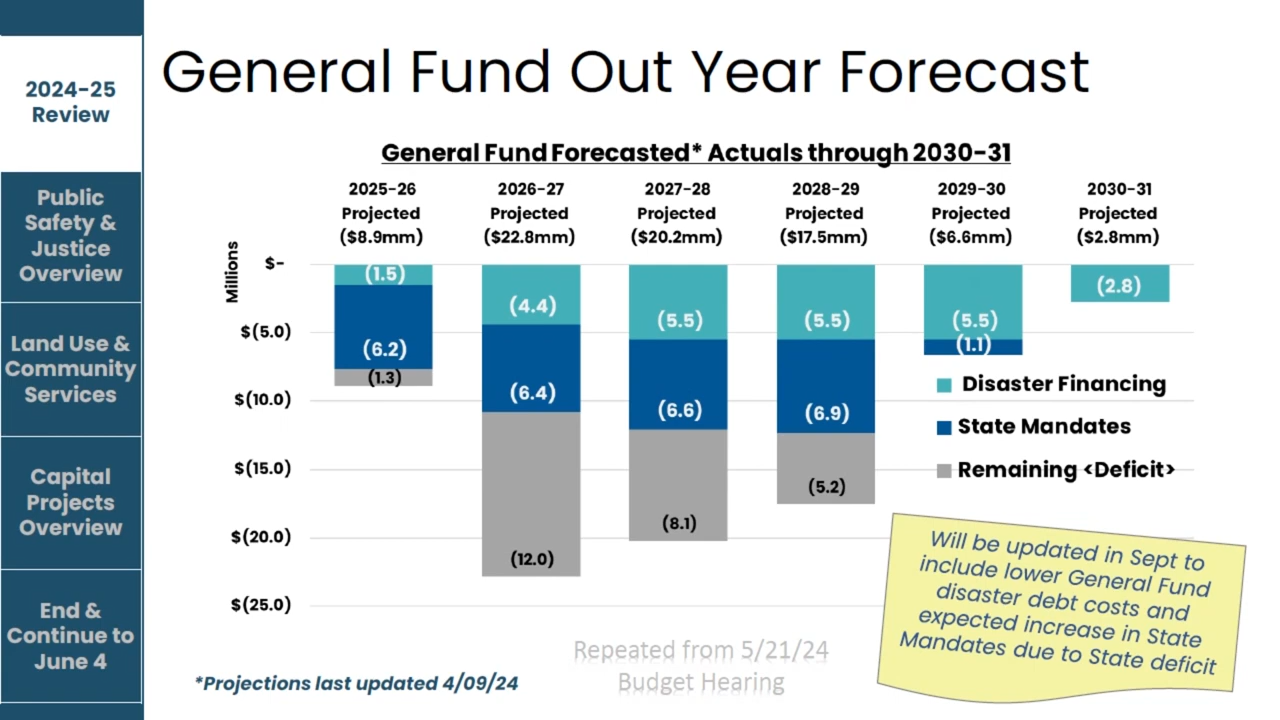 General Fund Out Year Forecast
2024-25
Review
Public
Safety &
Justice
Overview
Land Use &
Community
Services
Capital
Projects
Overview
End &
Continue to
June 4
General Fund Forecasted* Actuals through 2030-31
2025-26 2026-27 2027-28 2028-29 2029-30 2030-31
Projected Projected Projected Projected Projected Projected
($8.9mm) ($22.8mm) ($20.2mm) ($17.5mm) ($6.6mm) ($2.8mm)
Millions
$-
$(5.0)
$(10.0)
$(15.0)
$(20.0)
$(25.0)
(1.5)
(6.2)
(1.3)
(4.4)
(6.4)
(12.0)
(5.5)
(6.6)
(8.1)
(5.5)
(6.9)
(5.2)
(5.5)
(1.1)
(2.8)
Disaster Financing
State Mandates
Remaining <Deficit>
Will be updated in Sept to
include lower General Fund
disaster debt costs and
expected increase in State
Mandates due to State deficit
Repeated from 5/21/24
Budget Hearing
*Projections last updated 4/09/24